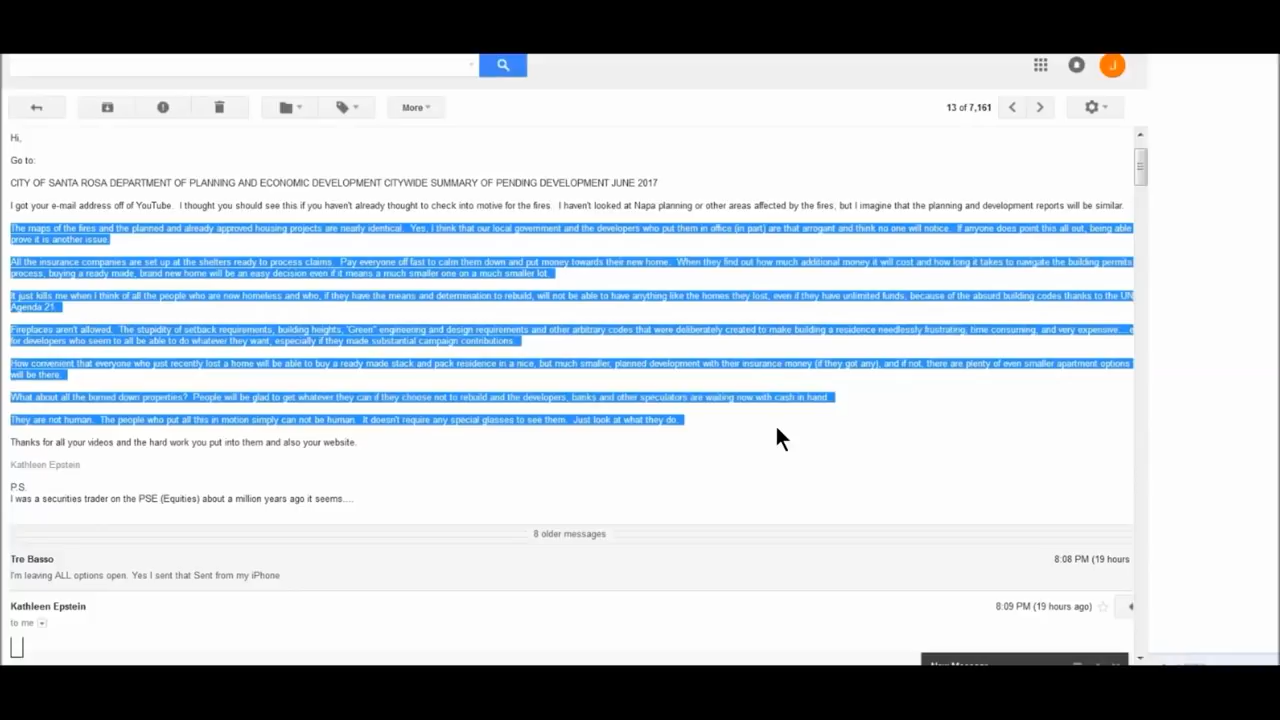 J
More
13 of 7,161
Hi,
Go to:
CITY OF SANTA ROSA DEPARTMENT OF PLANNING AND ECONOMIC DEVELOPMENT CITYWIDE SUMMARY OF PENDING DEVELOPMENT JUNE 2017
I got your e-mail address off of YouTube. I thought you should see this if you haven't already thought to check into motive for the fires. I haven't looked at Napa planning or other areas affected by the fires, but I imagine that the planning and development reports will be similar.
The maps of the fires and the planned and already approved housing projects are nearly identical. Yes, I think that our local government and the developers who put them in office (in part) are that arrogant and think no one will notice. If anyone does point this all out, being able
prove it is another issue.
All the insurance companies are set up at the shelters ready to process claims. Pay everyone off fast to calm them down and put money towards their new home. When they find out how much additional money it will cost and how long it takes to navigate the building permits
process, buying a ready made, brand new home will be an easy decision even if it means a much smaller one on a much smaller lot.
It just kills me when I think of all the people who are now homeless and who, if they have the means and determination to rebuild, will not be able to have anything like the homes they lost, even if they have unlimited funds, because of the absurd building codes thanks to the UN
Agenda 21.
Fireplaces aren't allowed. The stupidity of setback requirements, building heights, "Green" engineering and design requirements and other arbitrary codes that were deliberately created to make building a residence needlessly frustrating, time consuming, and very expensive....e
for developers who seem to all be able to do whatever they want, especially if they made substantial campaign contributions.
How convenient that everyone who just recently lost a home will be able to buy a ready made stack and pack residence in a nice, but much smaller, planned development with their insurance money (if they got any), and if not, there are plenty of even smaller apartment options
will be there.
What about all the burned down properties? People will be glad to get whatever they can if they choose not to rebuild and the developers, banks and other speculators are waiting now with cash in hand.
They are not human. The people who put all this in motion simply can not be human. It doesn't require any special glasses to see them. Just look at what they do.
Thanks for all your videos and the hard work you put into them and also your website.
Kathleen Epstein
P.S.
I was a securities trader on the PSE (Equities) about a million years ago it seems....
8 older messages
Tre Basso 8:08 PM (19 hours
I'm leaving ALL options open. Yes I sent that Sent from my iPhone
Kathleen Epstein 8:09 PM (19 hours ago)
to me
New Message